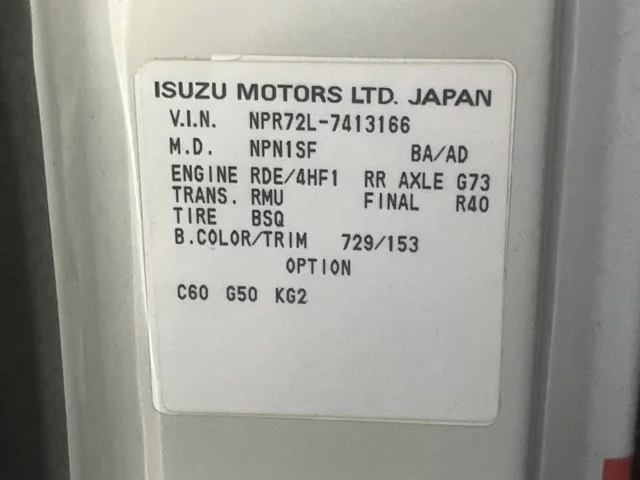 ISUZU MOTORS LTD. JAPAN
V.I.N. NPR72L-7413166
M.D. NPN1SF BA/AD
ENGINE RDE/4HF1 RR AXLE G73
TRANS. RMU FINAL R40
TIRE BSQ
B.COLOR/TRIM 729/153
OPTION
C60 G50 KG2